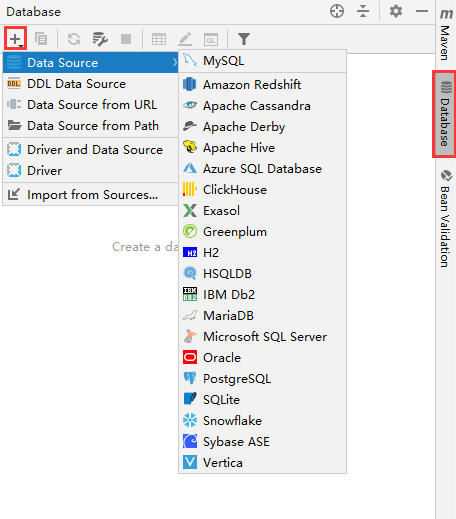 Database
Data Source
DDL Data Source
Data Source from URL
Data Source from Path
Driver and Data Source
Driver
Import from Sources...
Create a da
MySQL
Amazon Redshift
Apache Cassandra
Apache Derby
Apache Hive
Azure SQL Database
ClickHouse
Exasol
Greenplum
H2
HSQLDB
IBM Db2
MariaDB
Microsoft SQL Server
Oracle
PostgreSQL
SQLite
Snowflake
Sybase ASE
Vertica
Maven
Database
Bean Validation